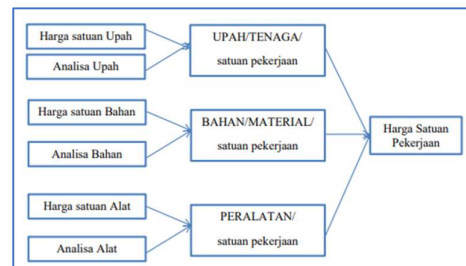 Harga satuan Upah
Analisa Upah
UPAH/TENAGA/
satuan pekerjaan
Harga satuan Bahan
Analisa Bahan
BAHAN/MATERIAL/
satuan pekerjaan
Harga satuan Alat
Analisa Alat
PERALATAN/
satuan pekerjaan
Harga Satuan
Pekerjaan